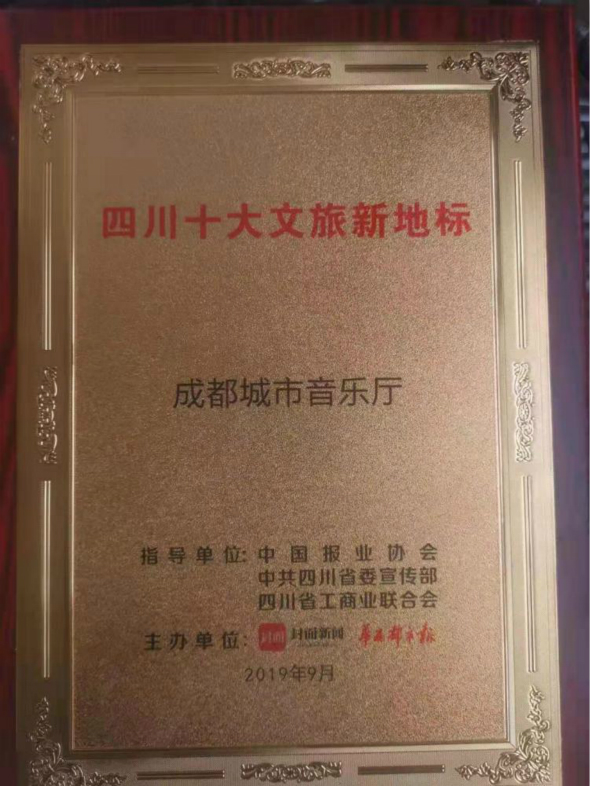 四川十大文旅新地标
成都城市音乐厅
指导单位: 中国报业协会
中共四川省委宣传部
四川省工商业联合会
主办单位: 封面 封面新闻 华西都市报
2019年9月